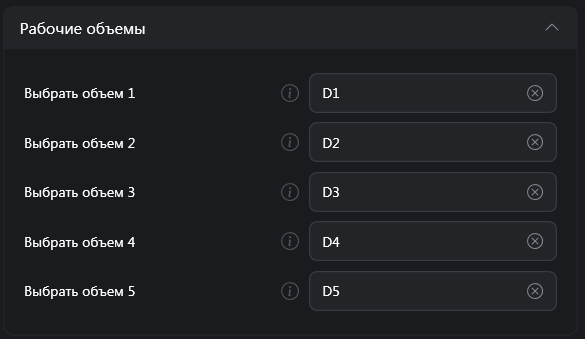 Рабочие объемы
Выбрать объем 1 D1
Выбрать объем 2 D2
Выбрать объем 3 D3
Выбрать объем 4 D4
Выбрать объем 5 D5